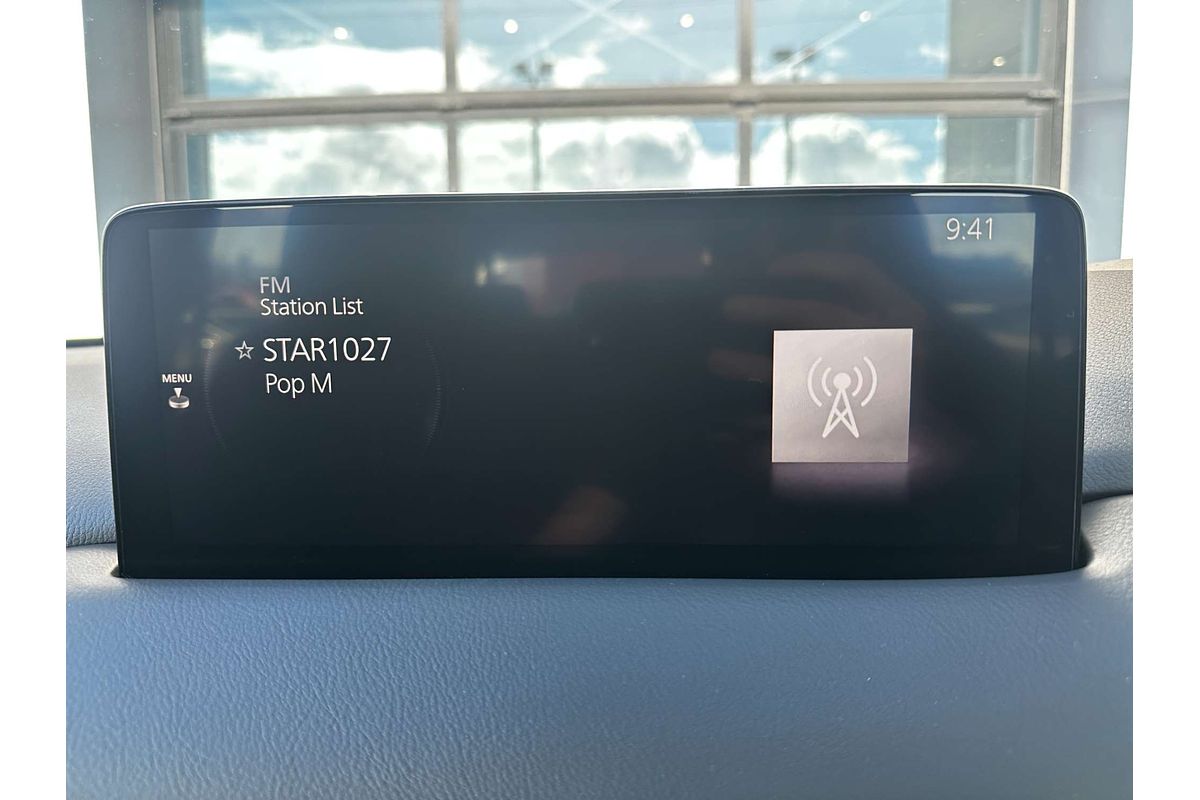 9:41
FM
Station List
☆ STAR1027
Pop M
MENU